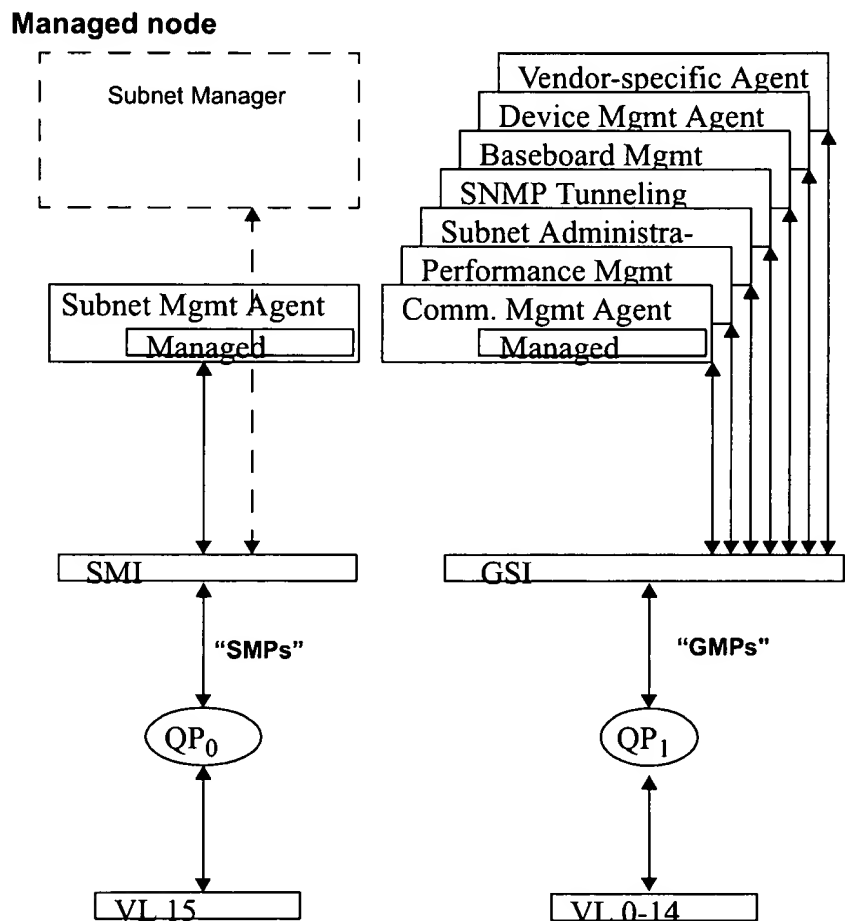 Managed node
Subnet Manager
Vendor-specific Agent
Device Mgmt Agent
Baseboard Mgmt
SNMP Tunneling
Subnet Administra-
Performance Mgmt
Subnet Mgmt Agent
Managed
Comm. Mgmt Agent
Managed
SMI
GSI
“SMPs”
“GMPs"
QP0
QP1
VL 15
VL 0-14